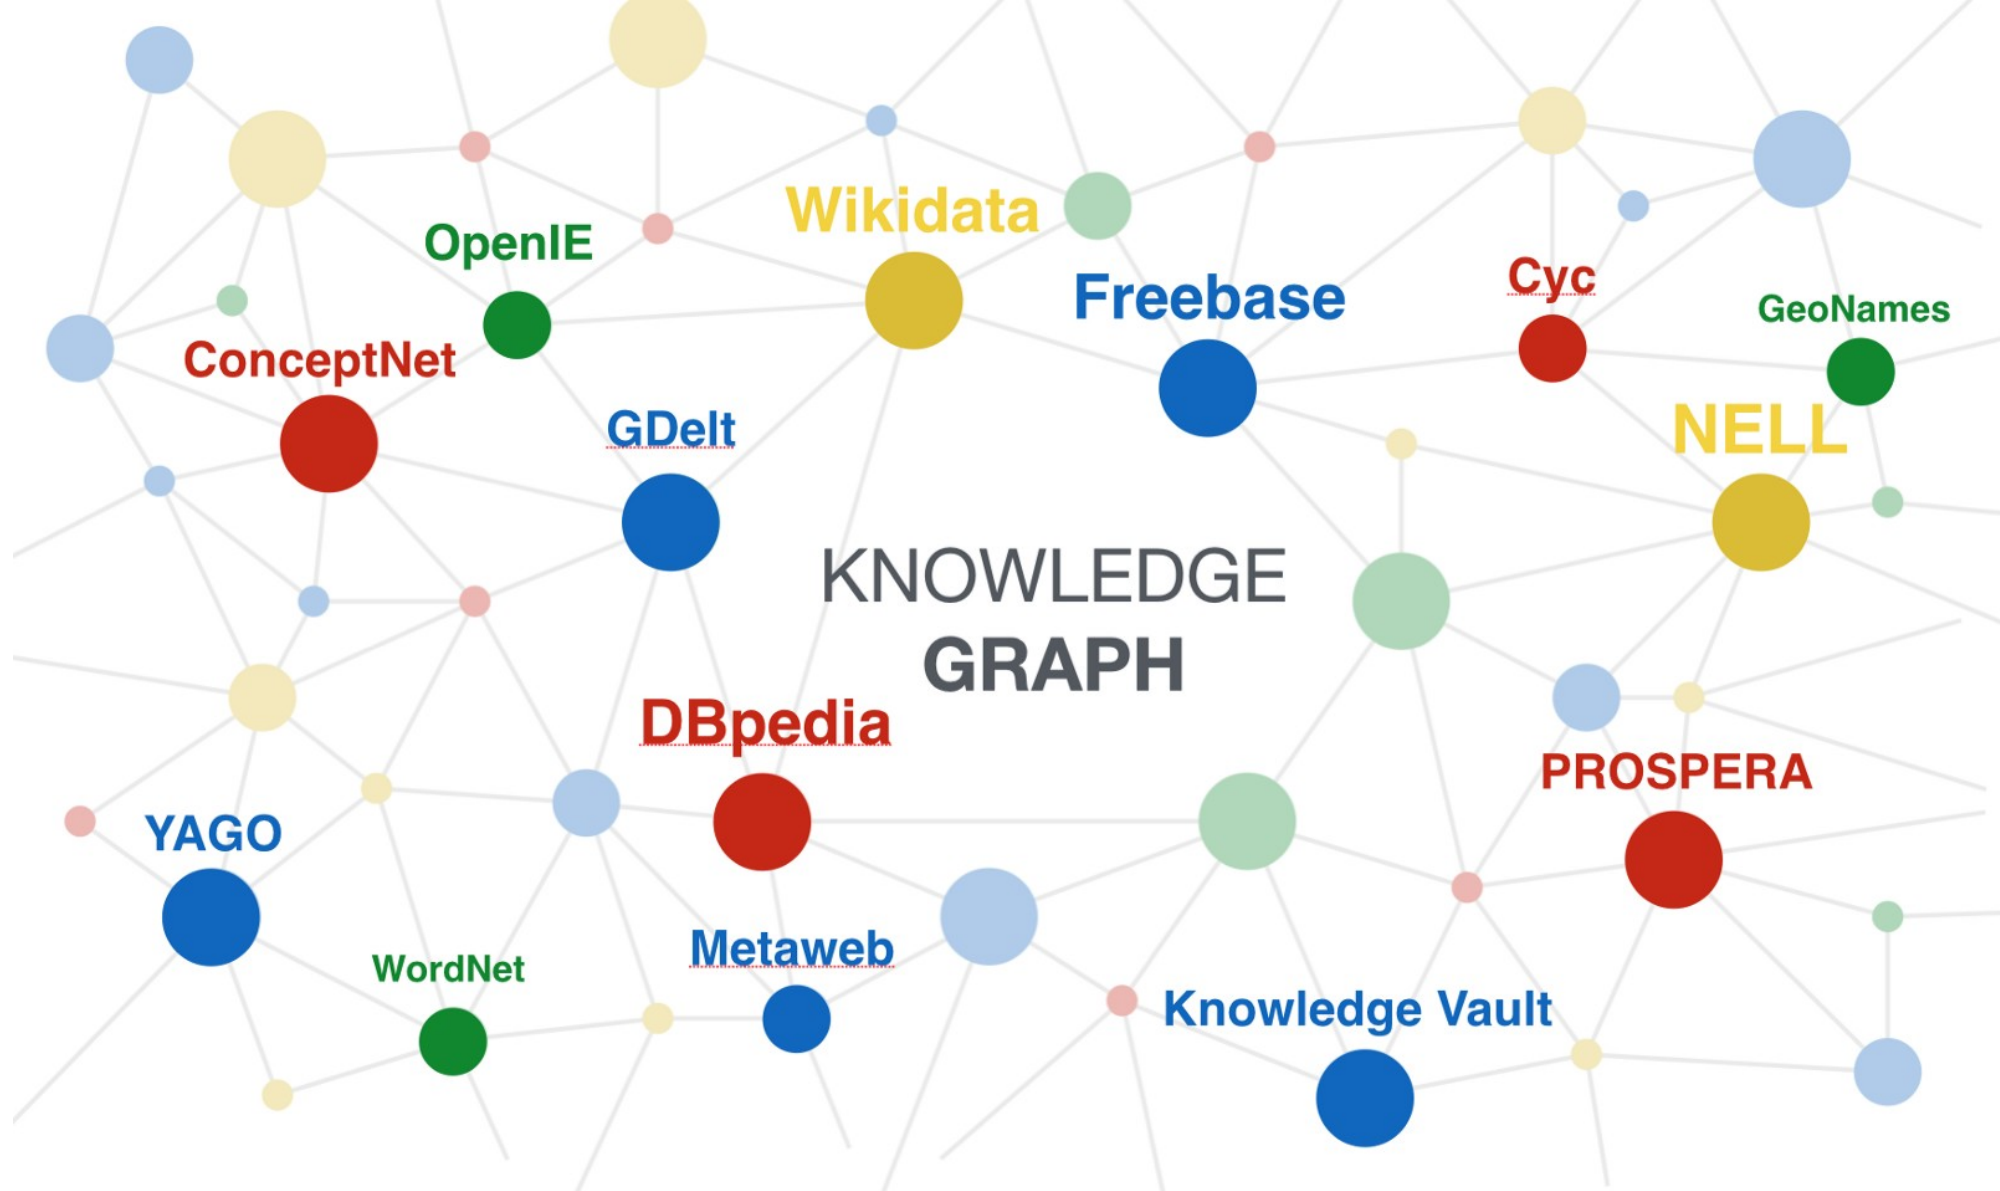 Wikidata
OpenIE
Freebase
Cyc
GeoNames
ConceptNet
GDelt
NELL
KNOWLEDGE
GRAPH
DBpedia
PROSPERA
YAGO
Metaweb
WordNet
Knowledge Vault